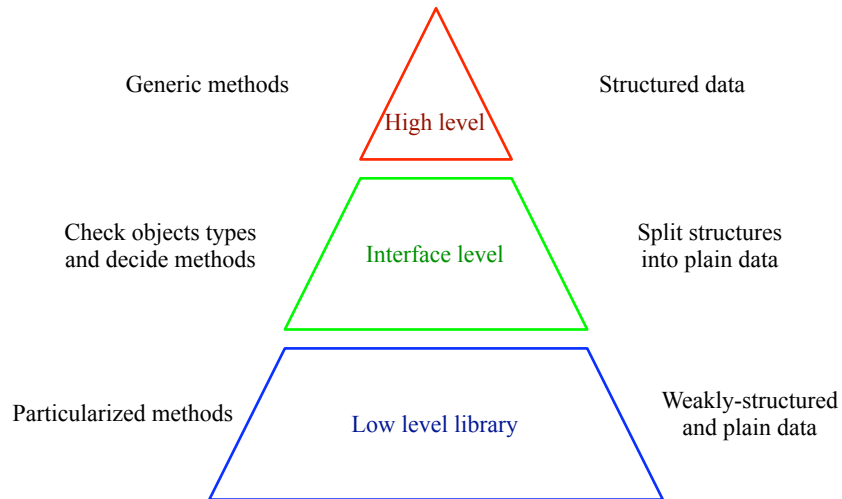 Generic methods
High level
Structured data
Check objects types
and decide methods
Interface level
Split structures
into plain data
Particularized methods
Low level library
Weakly-structured
and plain data